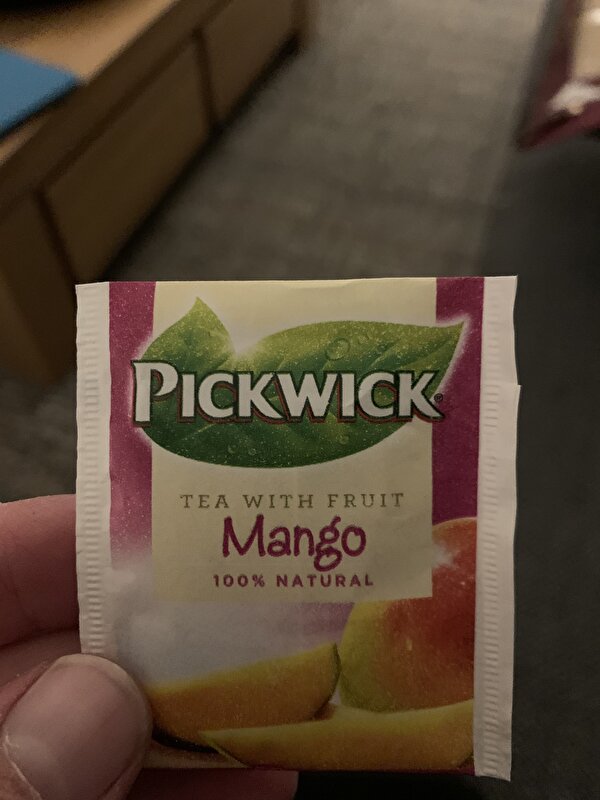 PICKWICK®
TEA WITH FRUIT
Mango
100% NATURAL